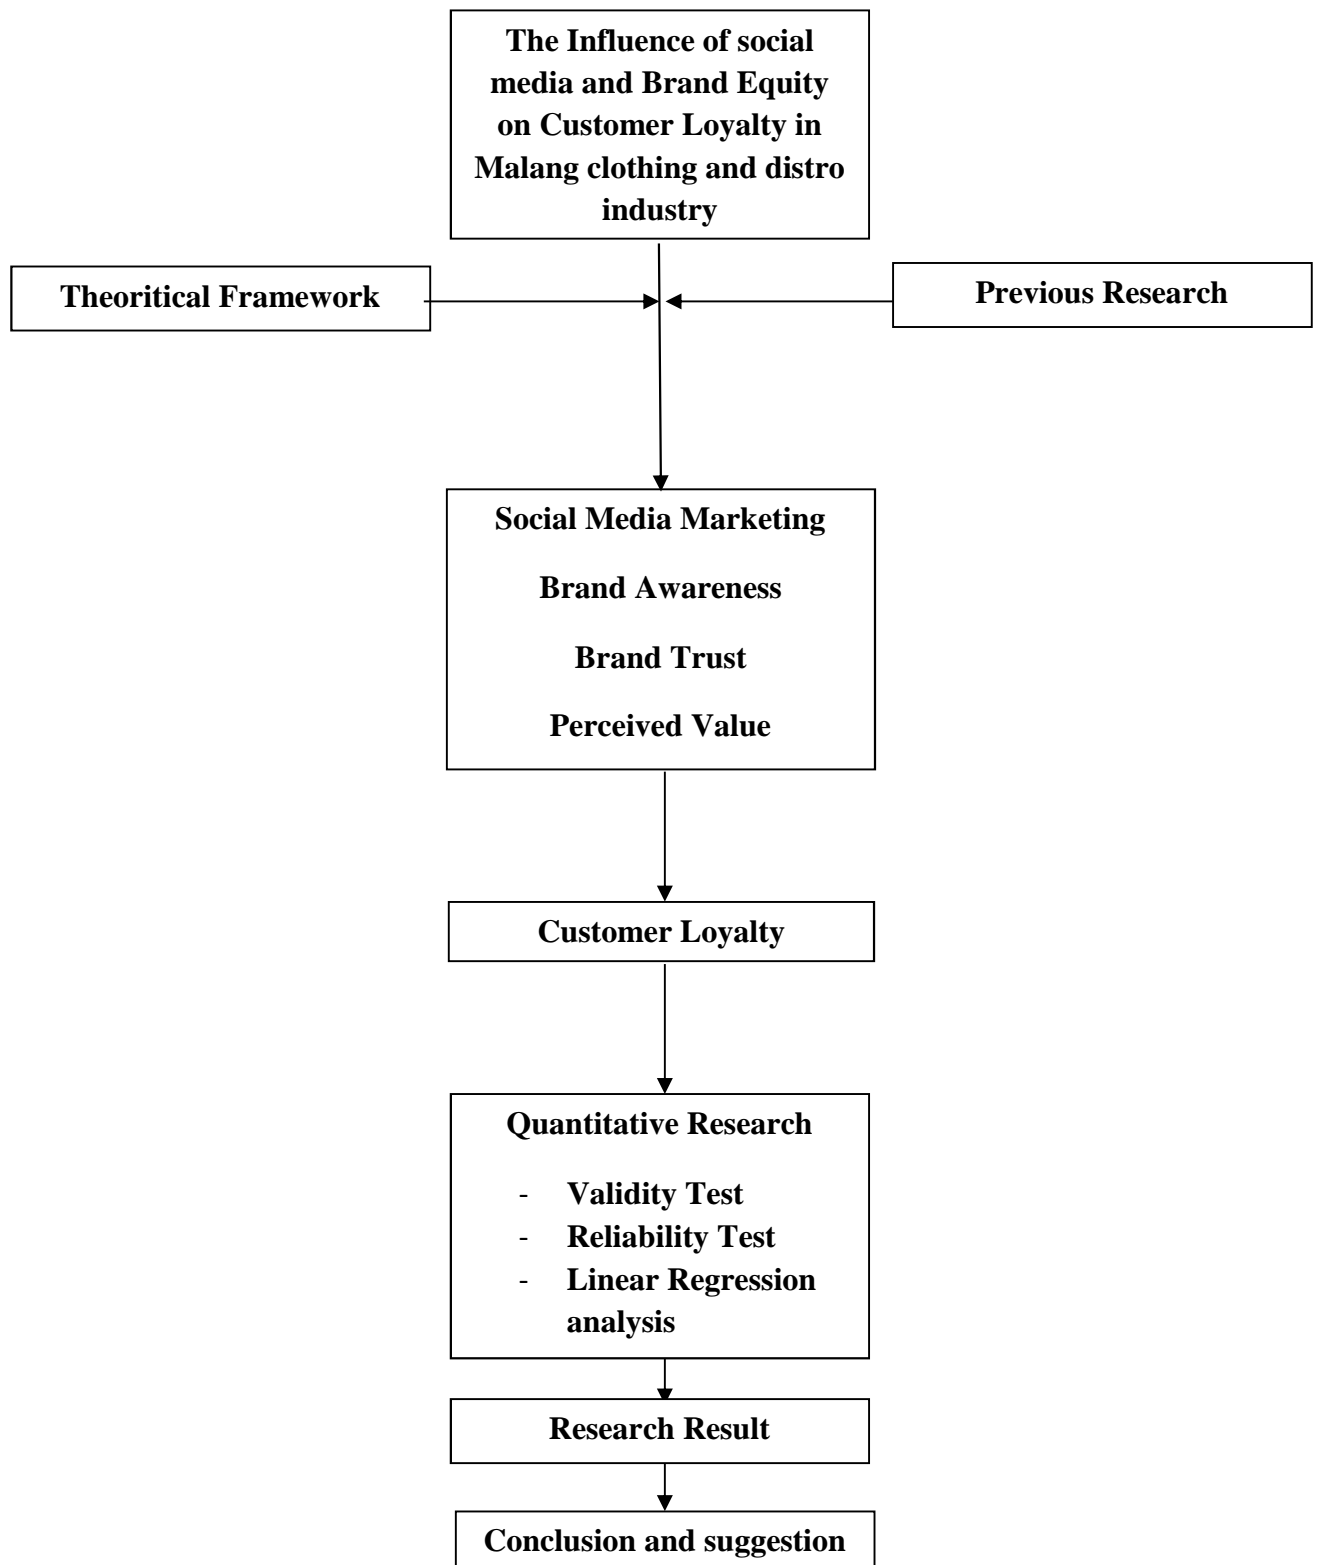 The Influence of social
media and Brand Equity
on Customer Loyalty in
Malang clothing and distro
industry
Theoritical Framework
Previous Research
Social Media Marketing
Brand Awareness
Brand Trust
Perceived Value
Customer Loyalty
Quantitative Research
- Validity Test
- Reliability Test
- Linear Regression
analysis
Research Result
Conclusion and suggestion